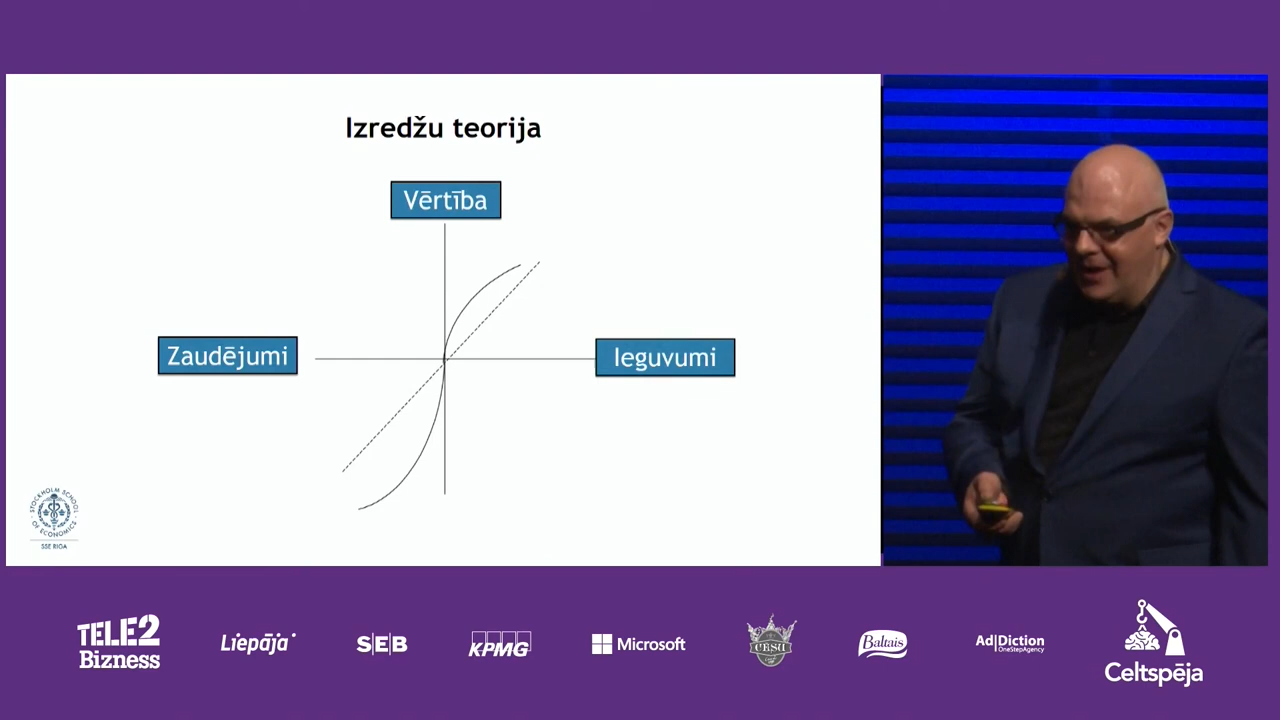 Izredžu teorija
Vērtība
Zaudējumi
Ieguvumi
STOCKHOLM SCHOOL
OF ECONOMICS
SSE RIGA
TELE2
Bizness
Liepāja
S|E|B
KPMG
Microsoft
Baltais
Ad|Diction
OneStepAgency
Celtspēja